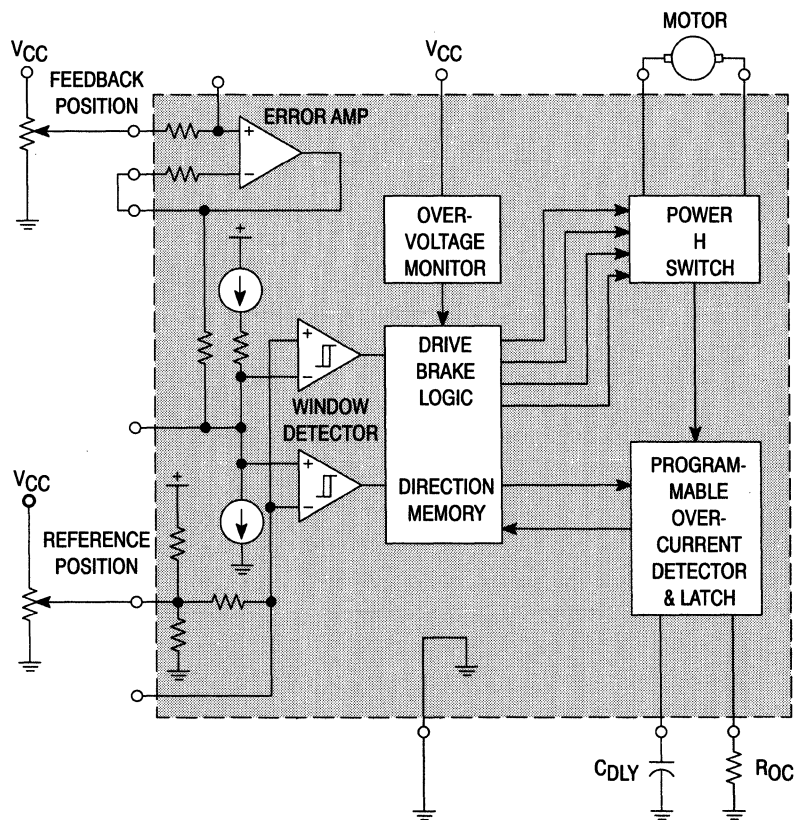 MOTOR
VCC
FEEDBACK
POSITION
VCC
ERROR AMP
+
−
OVER-
VOLTAGE
MONITOR
POWER
H
SWITCH
+
+
−
DRIVE
BRAKE
LOGIC
WINDOW
DETECTOR
+
−
DIRECTION
MEMORY
PROGRAM-
MABLE
OVER-
CURRENT
DETECTOR
& LATCH
VCC
+
REFERENCE
POSITION
CDLY
ROC